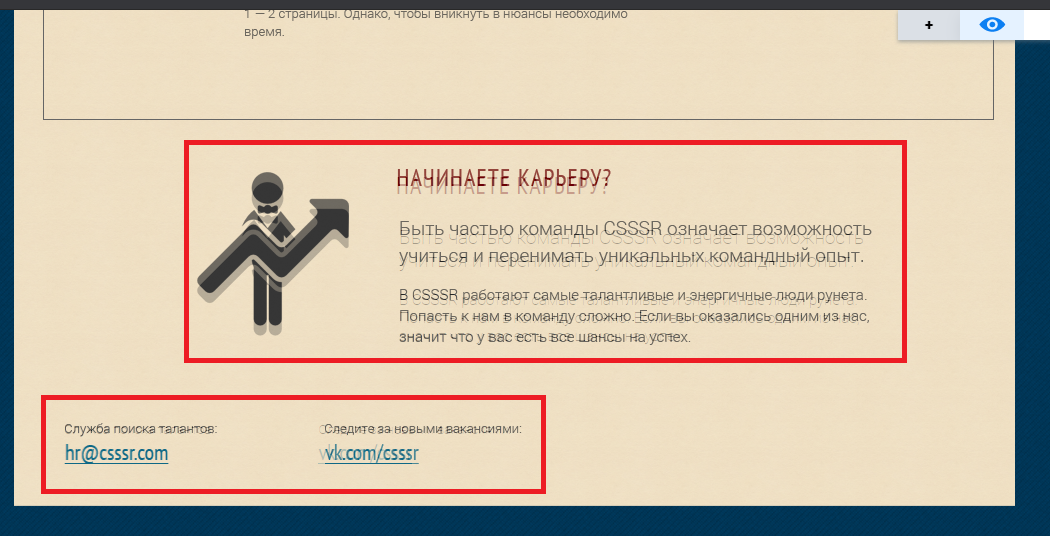 1 — 2 страницы. Однако, чтобы вникнуть в нюансы необходимо
время.
+
НАЧИНАЕТЕ КАРЬЕРУ?
Быть частью команды CSSSR означает возможность
учиться и перенимать уникальных командный опыт.
В CSSSR работают самые талантливые и энергичные люди рунета.
Попасть к нам в команду сложно. Если вы оказались одним из нас,
значит что у вас есть все шансы на успех.
Служба поиска талантов:
hr@csssr.com
Следите за новыми вакансиями:
vk.com/csssr